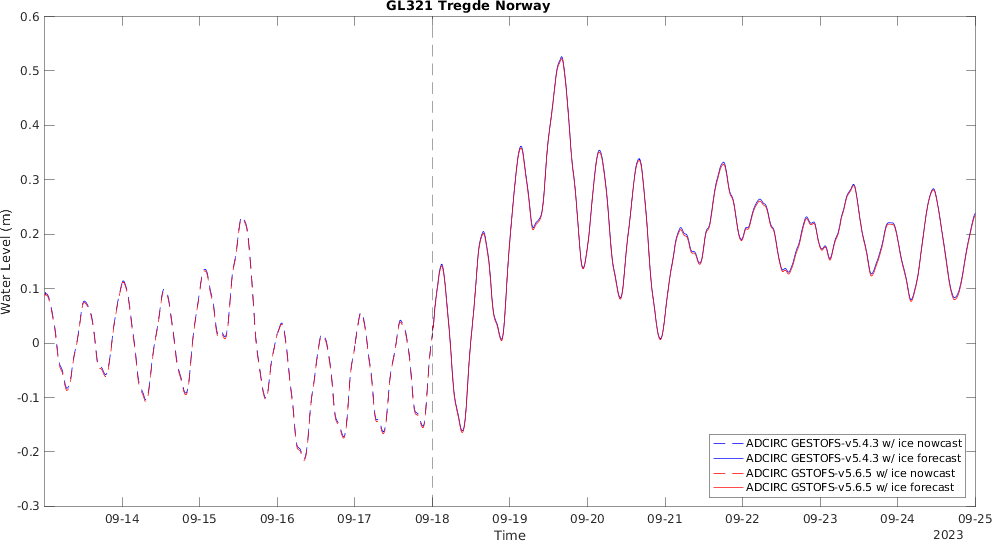 GL321 Tregde Norway
0.6
0.5
0.4
0.3
0.2
0.1
0
-0.1
-0.2
-0.3
Water Level (m)
09-14 09-15 09-16 09-17 09-18 09-19 09-20 09-21 09-22 09-23 09-24 09-25
Time
2023
ADCIRC GESTOFS-v5.4.3 w/ ice nowcast
ADCIRC GESTOFS-v5.4.3 w/ ice forecast
ADCIRC GSTOFS-v5.6.5 w/ ice nowcast
ADCIRC GSTOFS-v5.6.5 w/ ice forecast